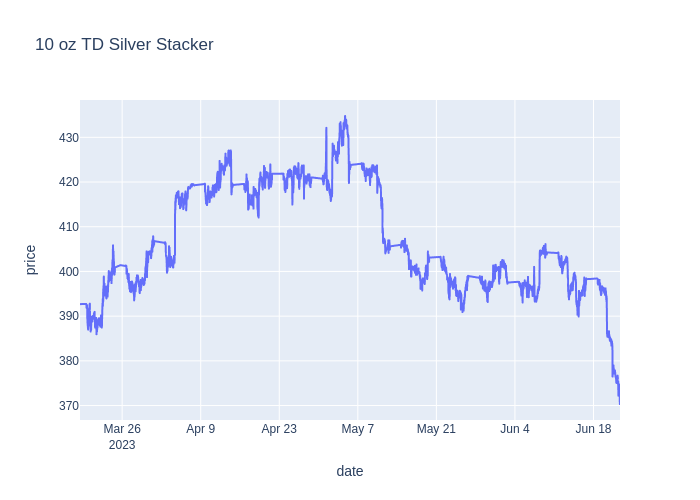 10 oz TD Silver Stacker
price
430
420
410
400
390
380
370
Mar 26
2023
Apr 9
Apr 23
May 7
May 21
Jun 4
Jun 18
date